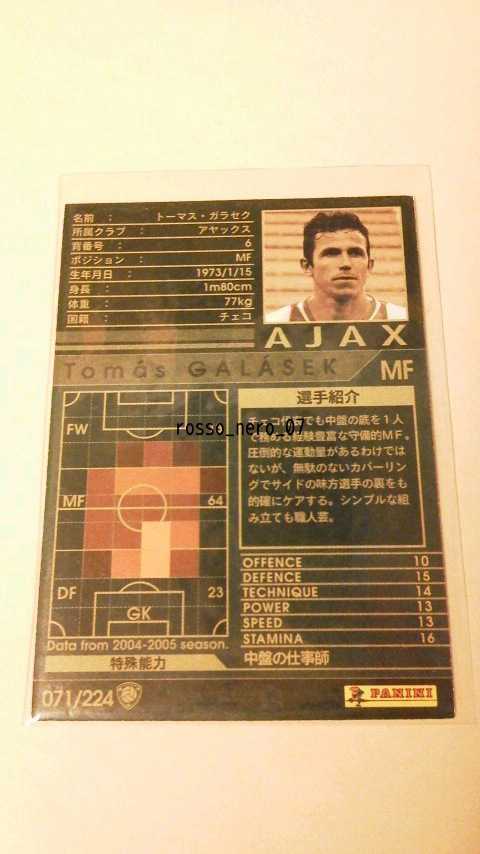 名前 : トーマス・ガラセク
所属クラブ : アヤックス
背番号 : 6
ポジション : MF
生年月日 : 1973/1/15
身長 : 1m80cm
体重 : 77kg
国籍 : チェコ
AJAX
Tomás GALÁSEK MF
FW
MF 64
DF 23
GK
Data from 2004-2005 season.
特殊能力
選手紹介
チェコ代表でも中盤の底を1人
で務める経験豊富な守備的MF。
圧倒的な運動量があるわけでは
ないが、無駄のないカバーリン
グでサイドの味方選手の裏をも
的確にケアする。シンプルな組
み立ても職人芸。
rosso_nero_07
OFFENCE 10
DEFENCE 15
TECHNIQUE 14
POWER 13
SPEED 13
STAMINA 16
中盤の仕事師
071/224
PANINI